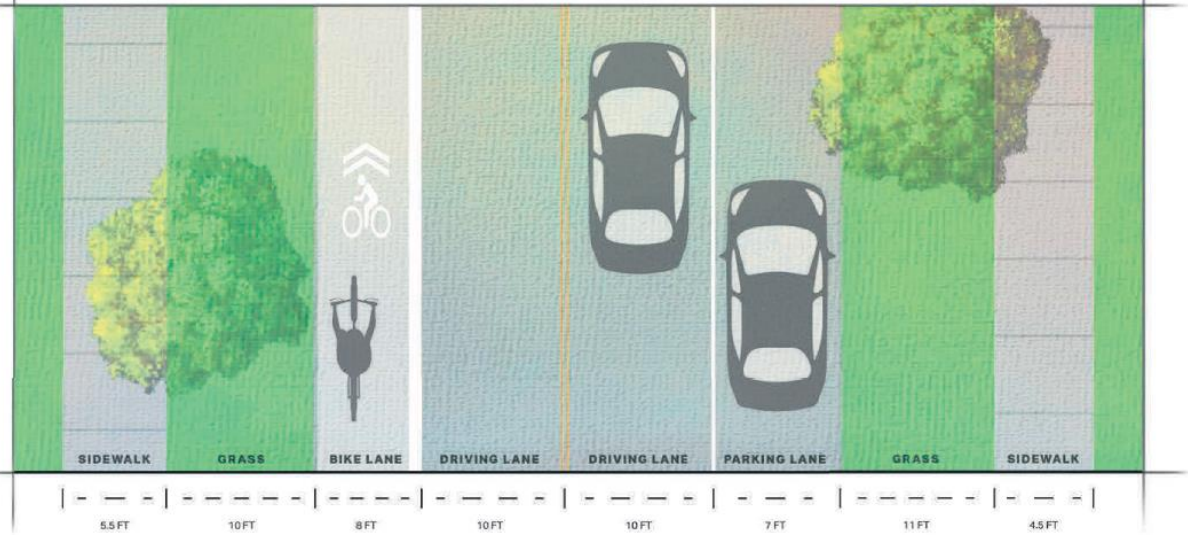 SIDEWALK GRASS BIKE LANE DRIVING LANE DRIVING LANE PARKING LANE GRASS SIDEWALK
5.5 FT 10 FT 8 FT 10 FT 10 FT 7 FT 11 FT 4.5 FT